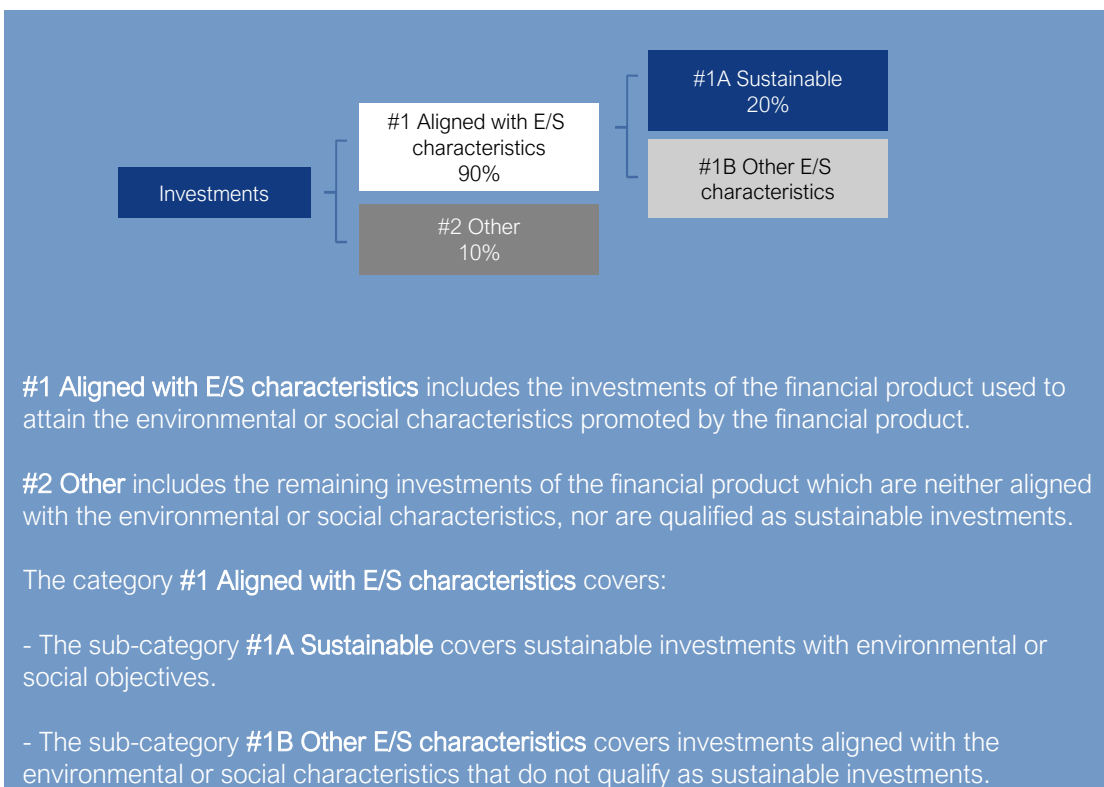 #1A Sustainable
20%
#1 Aligned with E/S
characteristics
90%
#1B Other E/S
characteristics
Investments
#2 Other
10%
#1 Aligned with E/S characteristics includes the investments of the financial product used to
attain the environmental or social characteristics promoted by the financial product.
#2 Other includes the remaining investments of the financial product which are neither aligned
with the environmental or social characteristics, nor are qualified as sustainable investments.
The category #1 Aligned with E/S characteristics covers:
- The sub-category #1A Sustainable covers sustainable investments with environmental or
social objectives.
- The sub-category #1B Other E/S characteristics covers investments aligned with the
environmental or social characteristics that do not qualify as sustainable investments.